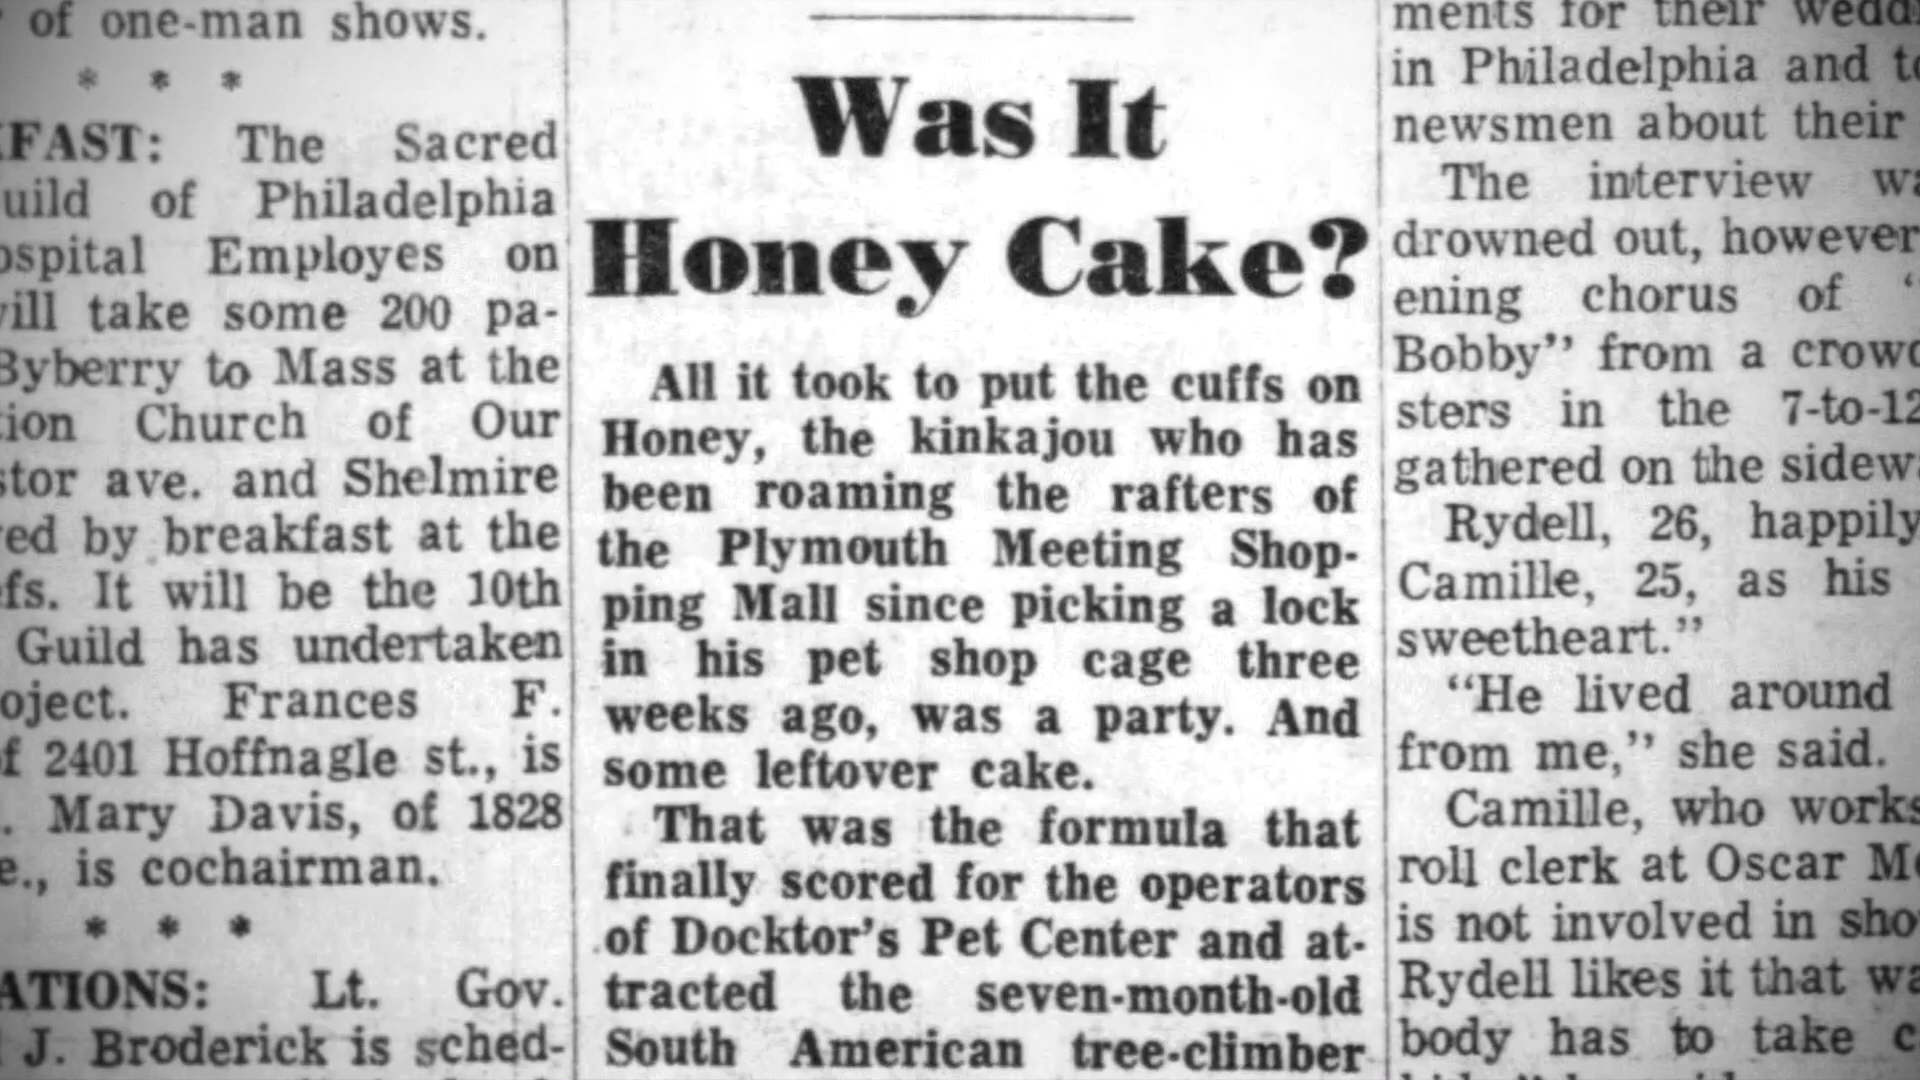 of one-man shows.
* * *
FAST: The Sacred
uild of Philadelphia
ospital Employes on
will take some 200 pa-
Byberry to Mass at the
tion Church of Our
stor ave. and Shelmire
ed by breakfast at the
fs. It will be the 10th
Guild has undertaken
oject. Frances F.
of 2401 Hoffnagle st., is
. Mary Davis, of 1828
e., is cochairman.
* * *
ATIONS: Lt. Gov.
J. Broderick is sched-
Was It
Honey Cake?
All it took to put the cuffs on
Honey, the kinkajou who has
been roaming the rafters of
the Plymouth Meeting Shop-
ping Mall since picking a lock
in his pet shop cage three
weeks ago, was a party. And
some leftover cake.
That was the formula that
finally scored for the operators
of Docktor's Pet Center and at-
tracted the seven-month-old
South American tree-climber
ments for their wedd
in Philadelphia and to
newsmen about their
The interview wa
drowned out, however
ening chorus of "
Bobby" from a crowd
sters in the 7-to-12
gathered on the sidewa
Rydell, 26, happily
Camille, 25, as his
sweetheart."
"He lived around
from me," she said.
Camille, who works
roll clerk at Oscar M
is not involved in sho
Rydell likes it that wa
body has to take c